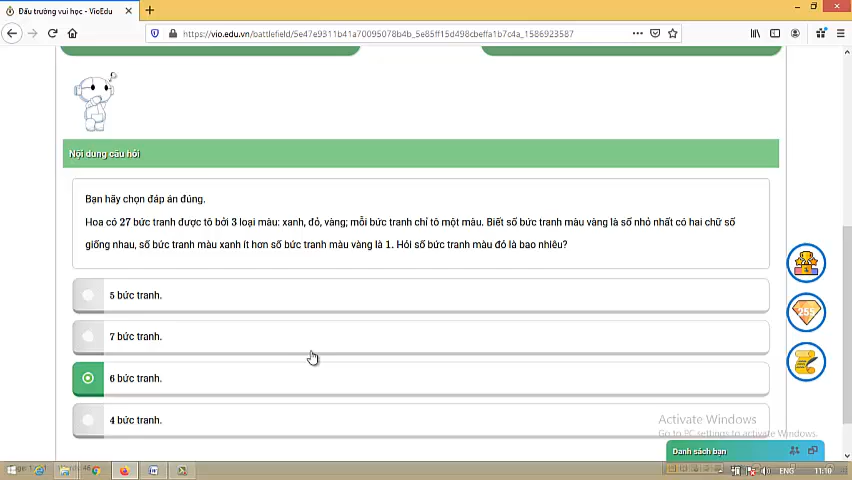 Đấu trường vui học - VioEdu
https://vio.edu.vn/battlefield/5e47e9311b41a70095078b4b_5e85ff15d498cbeffa1b7c4a_1586923587
Nội dung câu hỏi
Bạn hãy chọn đáp án đúng.
Hoa có 27 bức tranh được tô bởi 3 loại màu: xanh, đỏ, vàng; mỗi bức tranh chỉ tô một màu. Biết số bức tranh màu vàng là số nhỏ nhất có hai chữ số
giống nhau, số bức tranh màu xanh ít hơn số bức tranh màu vàng là 1. Hỏi số bức tranh màu đỏ là bao nhiêu?
5 bức tranh.
7 bức tranh.
6 bức tranh.
4 bức tranh.
255
Activate Windows
Go to PC settings to activate Windows.
Danh sách bạn
ENG
11:10